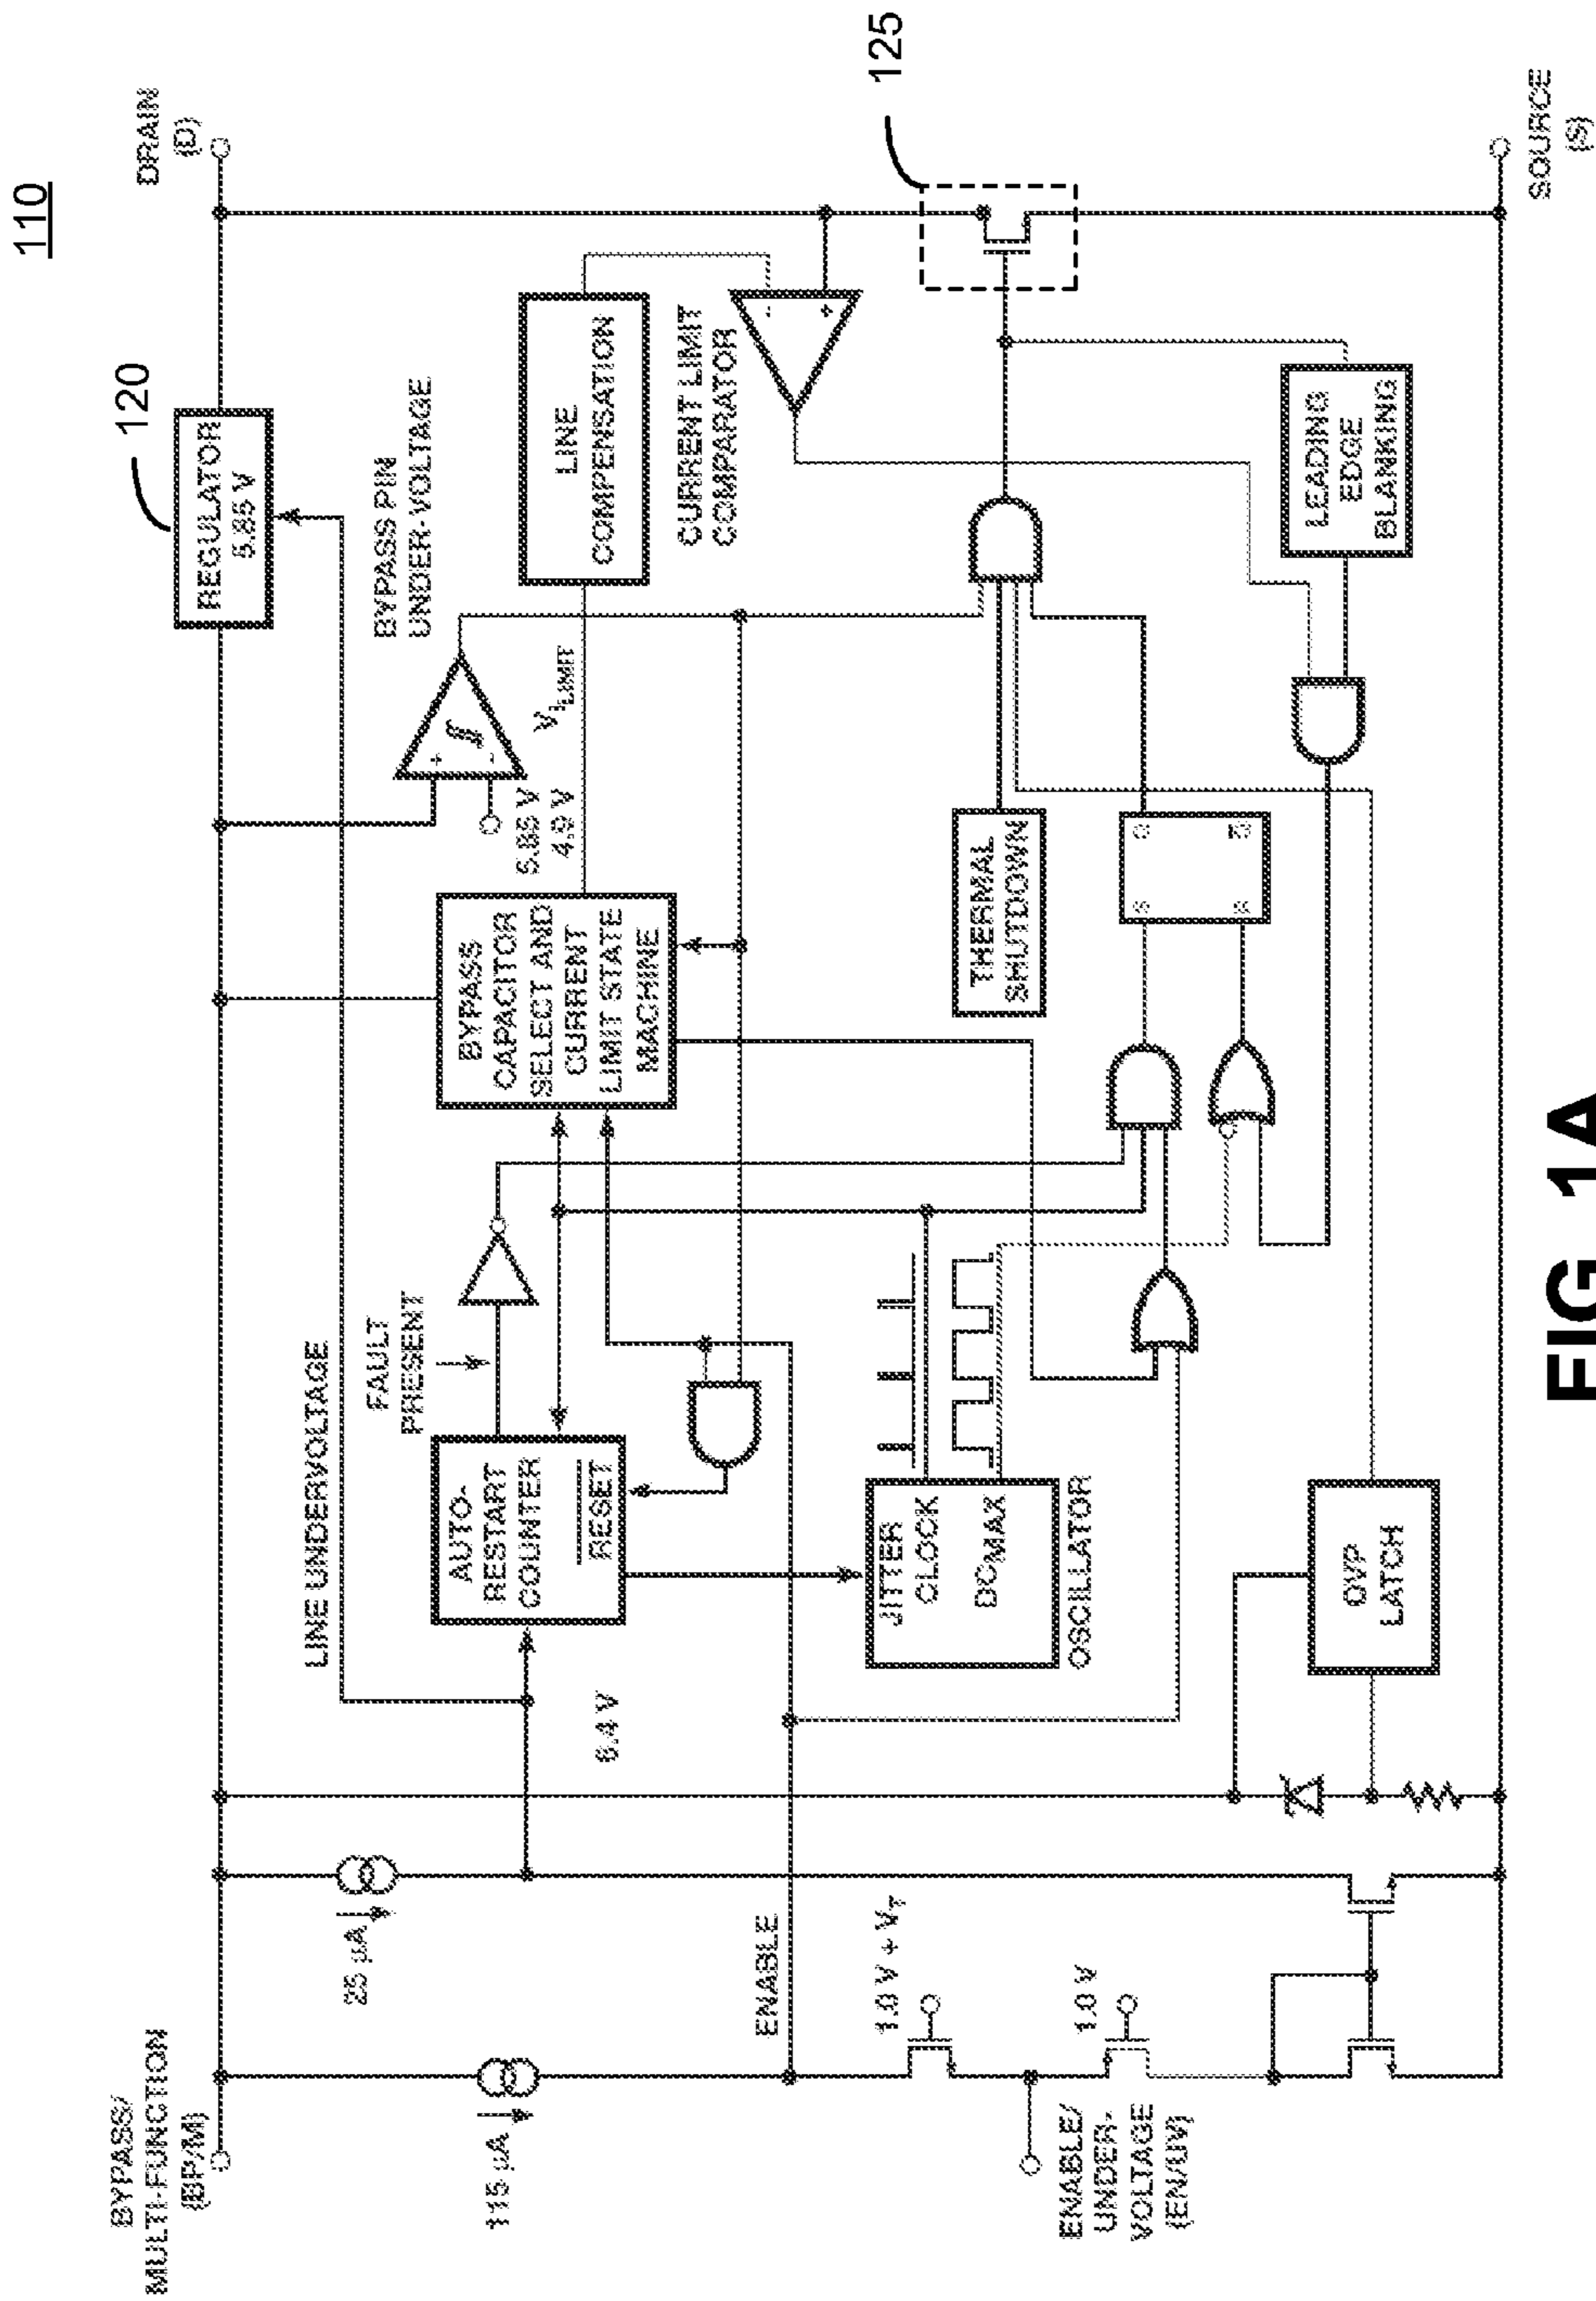 110
BYPASS/
MULTI-FUNCTION
(BP/M)
REGULATOR
5.85 V
120
DRAIN
(D)
25 µA
115 µA
LINE UNDERVOLTAGE
FAULT
PRESENT
AUTO-
RESTART
COUNTER
RESET
6.4 V
BYPASS
CAPACITOR
SELECT AND
CURRENT
LIMIT STATE
MACHINE
BYPASS PIN
UNDER-VOLTAGE
+
-
5.85 V
4.9 V
VILIMIT
LINE
COMPENSATION
CURRENT LIMIT
COMPARATOR
-
+
125
ENABLE
1.0 V + VT
1.0 V
ENABLE/
UNDER-
VOLTAGE
(EN/UV)
JITTER
CLOCK
DCMAX
OSCILLATOR
THERMAL
SHUTDOWN
S
Q
R
Q
OVP
LATCH
LEADING
EDGE
BLANKING
SOURCE
(S)
FIG. 1A